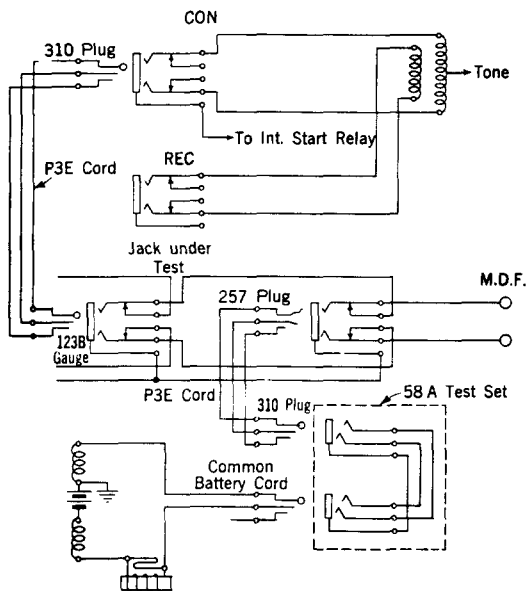 CON
310 Plug
Tone
To Int. Start Relay
REC
P3E Cord
Jack under
Test
257 Plug
M.D.F.
123B
Gauge
P3E Cord
58A Test Set
310 Plug
Common
Battery Cord